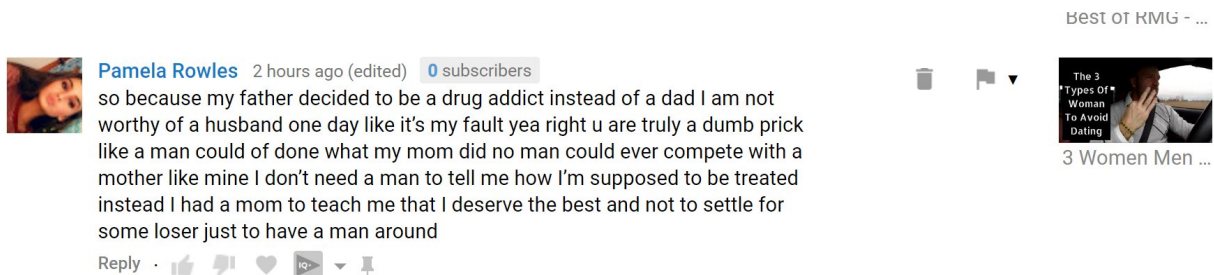 Best of RMG - ...
Pamela Rowles 2 hours ago (edited) 0 subscribers
so because my father decided to be a drug addict instead of a dad I am not
worthy of a husband one day like it’s my fault yea right u are truly a dumb prick
like a man could of done what my mom did no man could ever compete with a
mother like mine I don’t need a man to tell me how I’m supposed to be treated
instead I had a mom to teach me that I deserve the best and not to settle for
some loser just to have a man around
Reply ·
IQ+
The 3
Types Of
Woman
To Avoid
Dating
3 Women Men ...